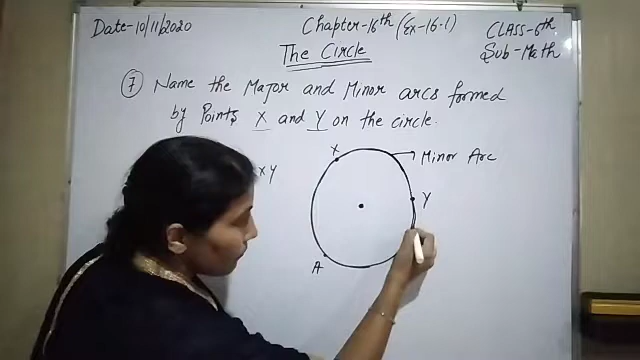 Date-10/11/2020
Chapter-16th (Ex-16.1)
CLASS-6th
The Circle
Sub-Math
7 Name the Major and Minor arcs formed
by Points X and Y on the circle.
X
Minor Arc
XY
Y
A